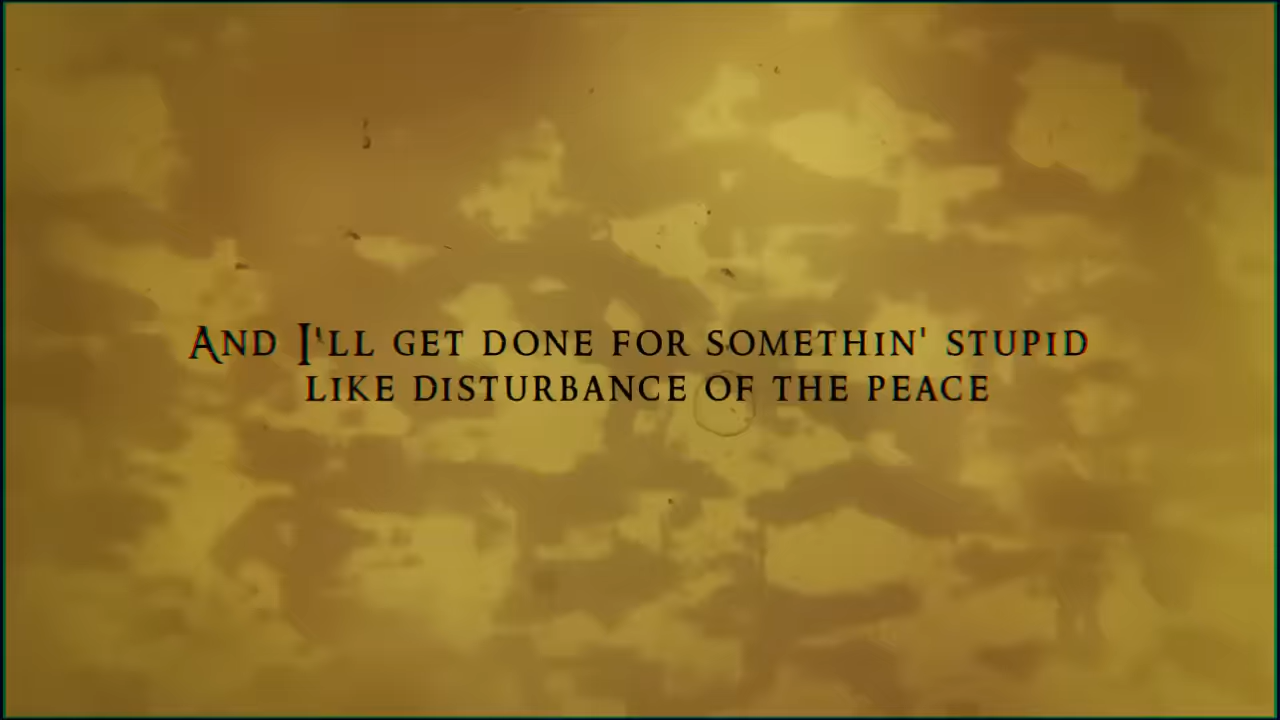 And I'll get done for somethin' stupid
like disturbance of the peace